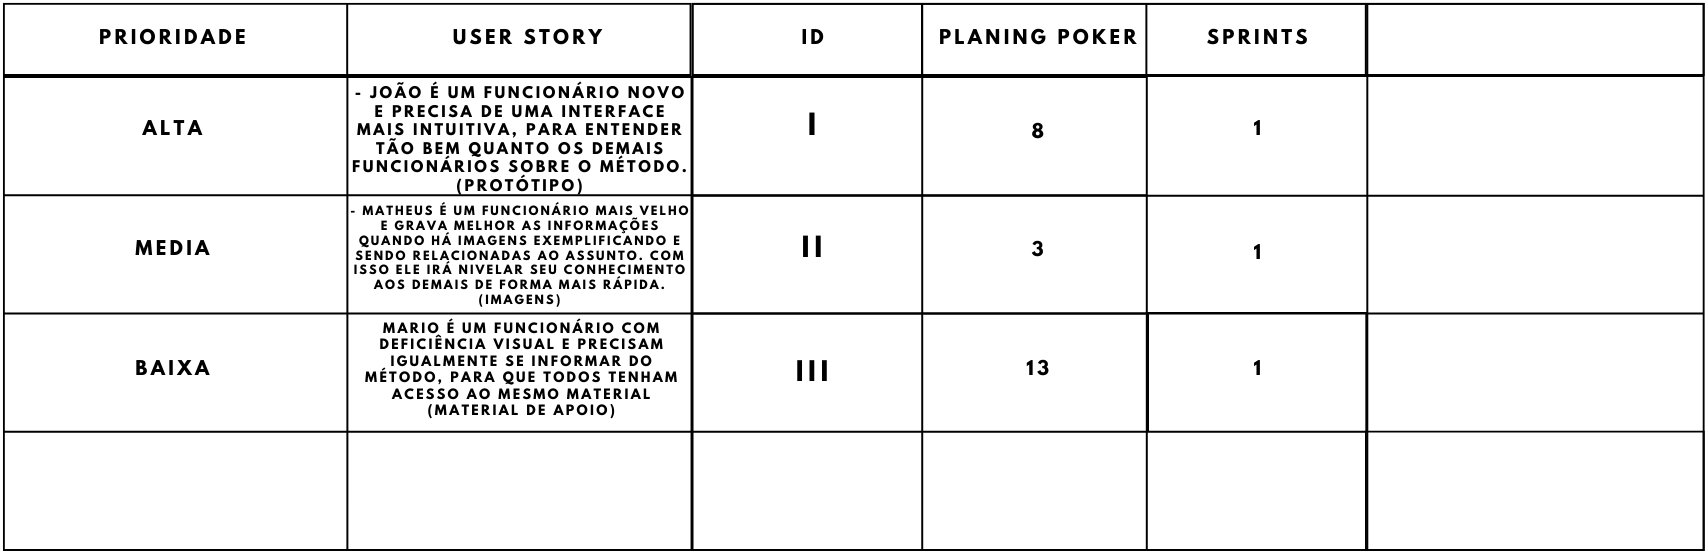 PRIORIDADE
USER STORY
ID
PLANING POKER
SPRINTS
ALTA
- JOÃO É UM FUNCIONÁRIO NOVO
E PRECISA DE UMA INTERFACE
MAIS INTUITIVA, PARA ENTENDER
TÃO BEM QUANTO OS DEMAIS
FUNCIONÁRIOS SOBRE O MÉTODO.
(PROTÓTIPO)
I
8
1
MEDIA
- MATHEUS É UM FUNCIONÁRIO MAIS VELHO
E GRAVA MELHOR AS INFORMAÇÕES
QUANDO HÁ IMAGENS EXEMPLIFICANDO E
SENDO RELACIONADAS AO ASSUNTO. COM
ISSO ELE IRÁ NIVELAR SEU CONHECIMENTO
AOS DEMAIS DE FORMA MAIS RÁPIDA.
(IMAGENS)
II
3
1
BAIXA
MARIO É UM FUNCIONÁRIO COM
DEFICIÊNCIA VISUAL E PRECISAM
IGUALMENTE SE INFORMAR DO
MÉTODO, PARA QUE TODOS TENHAM
ACESSO AO MESMO MATERIAL
(MATERIAL DE APOIO)
III
13
1